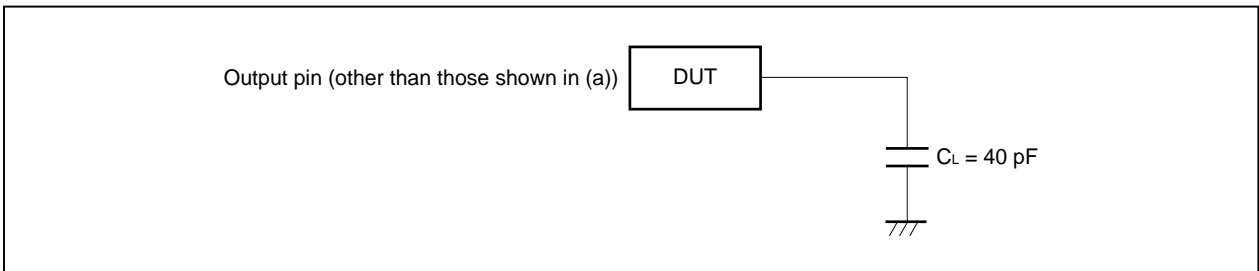 Output pin (other than those shown in (a))
DUT
CL = 40 pF